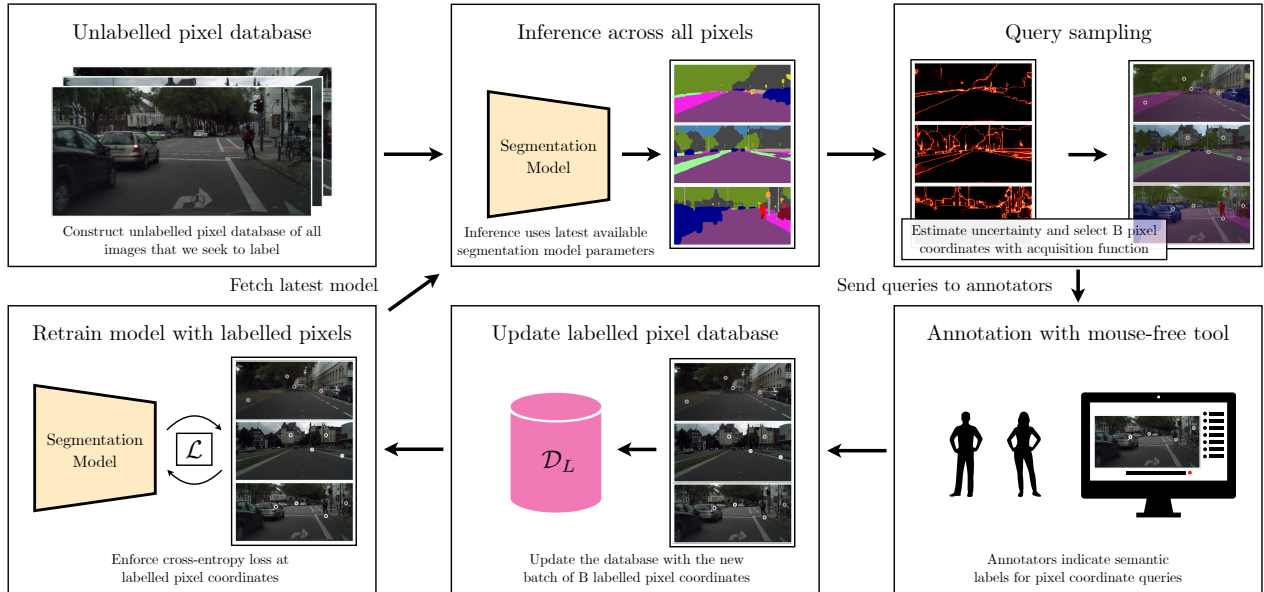 Unlabelled pixel database
Construct unlabelled pixel database of all
images that we seek to label
Inference across all pixels
Segmentation
Model
Inference uses latest available
segmentation model parameters
Query sampling
Estimate uncertainty and select B pixel
coordinates with acquisition function
Fetch latest model
Send queries to annotators
Retrain model with labelled pixels
Segmentation
Model
ℒ
Enforce cross-entropy loss at
labelled pixel coordinates
Update labelled pixel database
𝒟_L
Update the database with the new
batch of B labelled pixel coordinates
Annotation with mouse-free tool
Annotators indicate semantic
labels for pixel coordinate queries